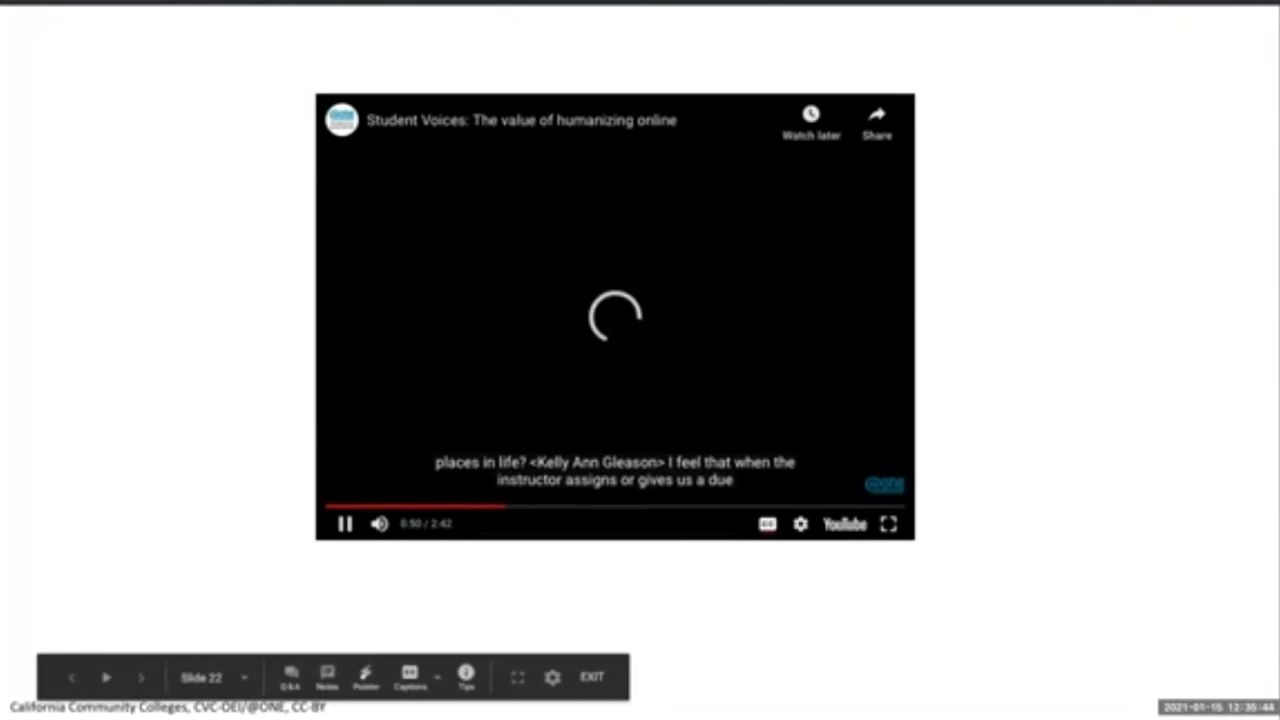 Student Voices: The value of humanizing online
Watch later
Share
places in life? <Kelly Ann Gleason> I feel that when the
instructor assigns or gives us a due
@ONE
0:50 / 2:42
CC
YouTube
Slide 22
Q&A
Notes
Pointer
Captions
Tips
EXIT
California Community Colleges, CVC-OEI/@ONE, CC-BY
2021-01-15 12:35:44